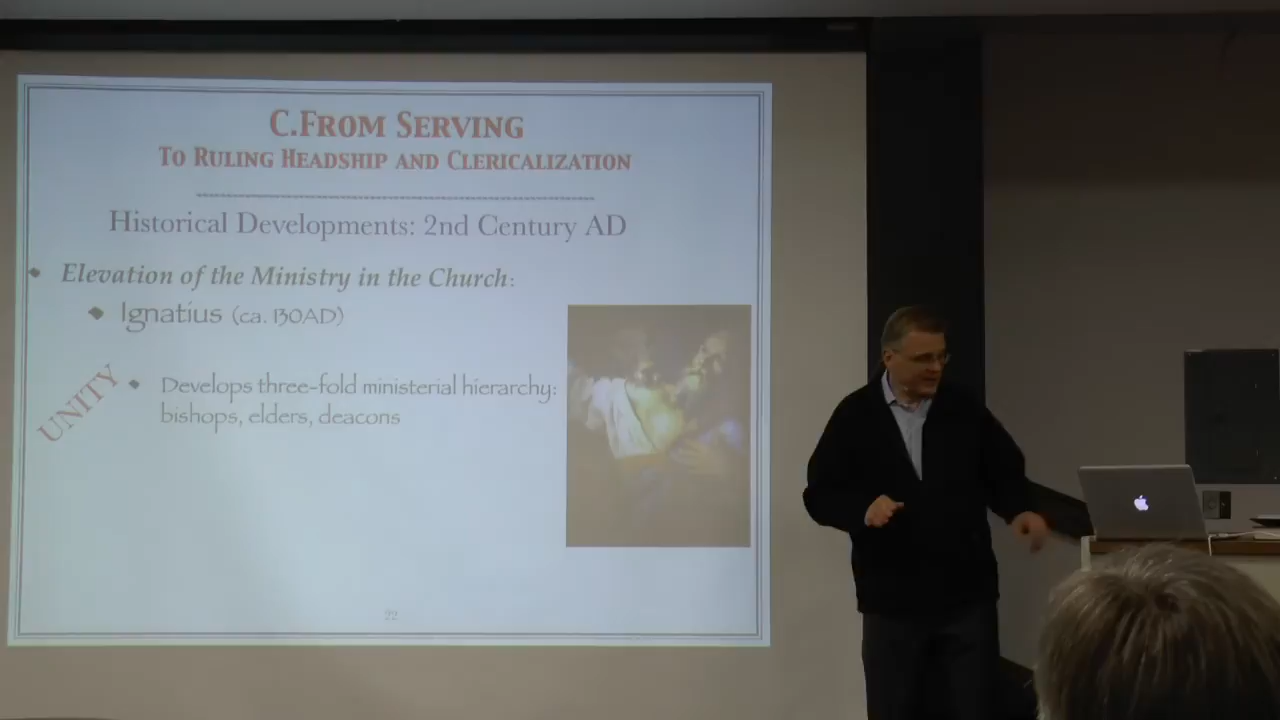 C.From Serving
To Ruling Headship and Clericalization
Historical Developments: 2nd Century AD
Elevation of the Ministry in the Church:
Ignatius (ca. 130AD)
UNITY
Develops three-fold ministerial hierarchy:
bishops, elders, deacons
22